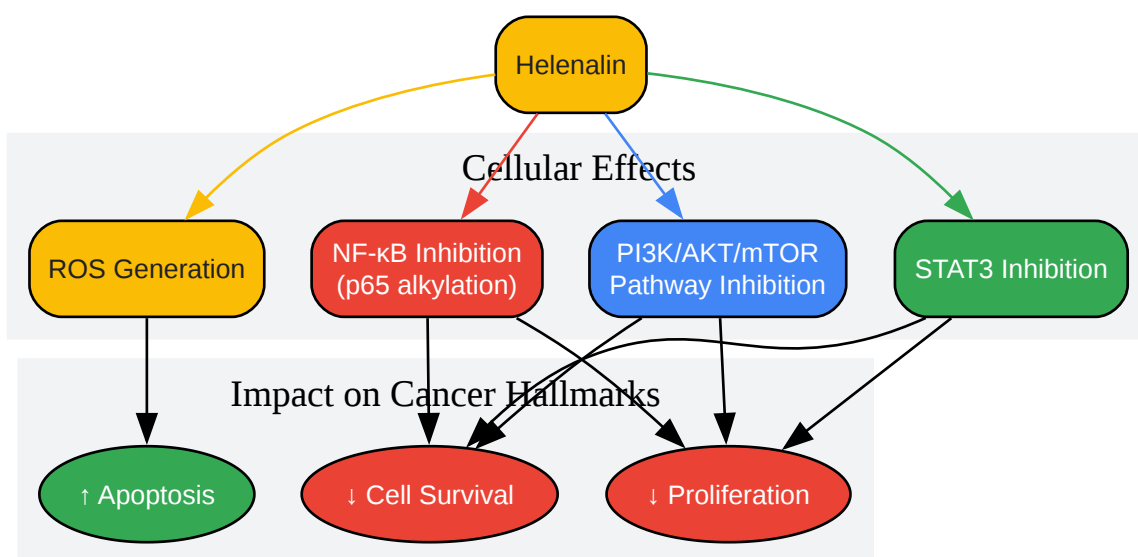 Helenalin
Cellular Effects
ROS Generation
NF-κB Inhibition
(p65 alkylation)
PI3K/AKT/mTOR
Pathway Inhibition
STAT3 Inhibition
Impact on Cancer Hallmarks
↑ Apoptosis
↓ Cell Survival
↓ Proliferation